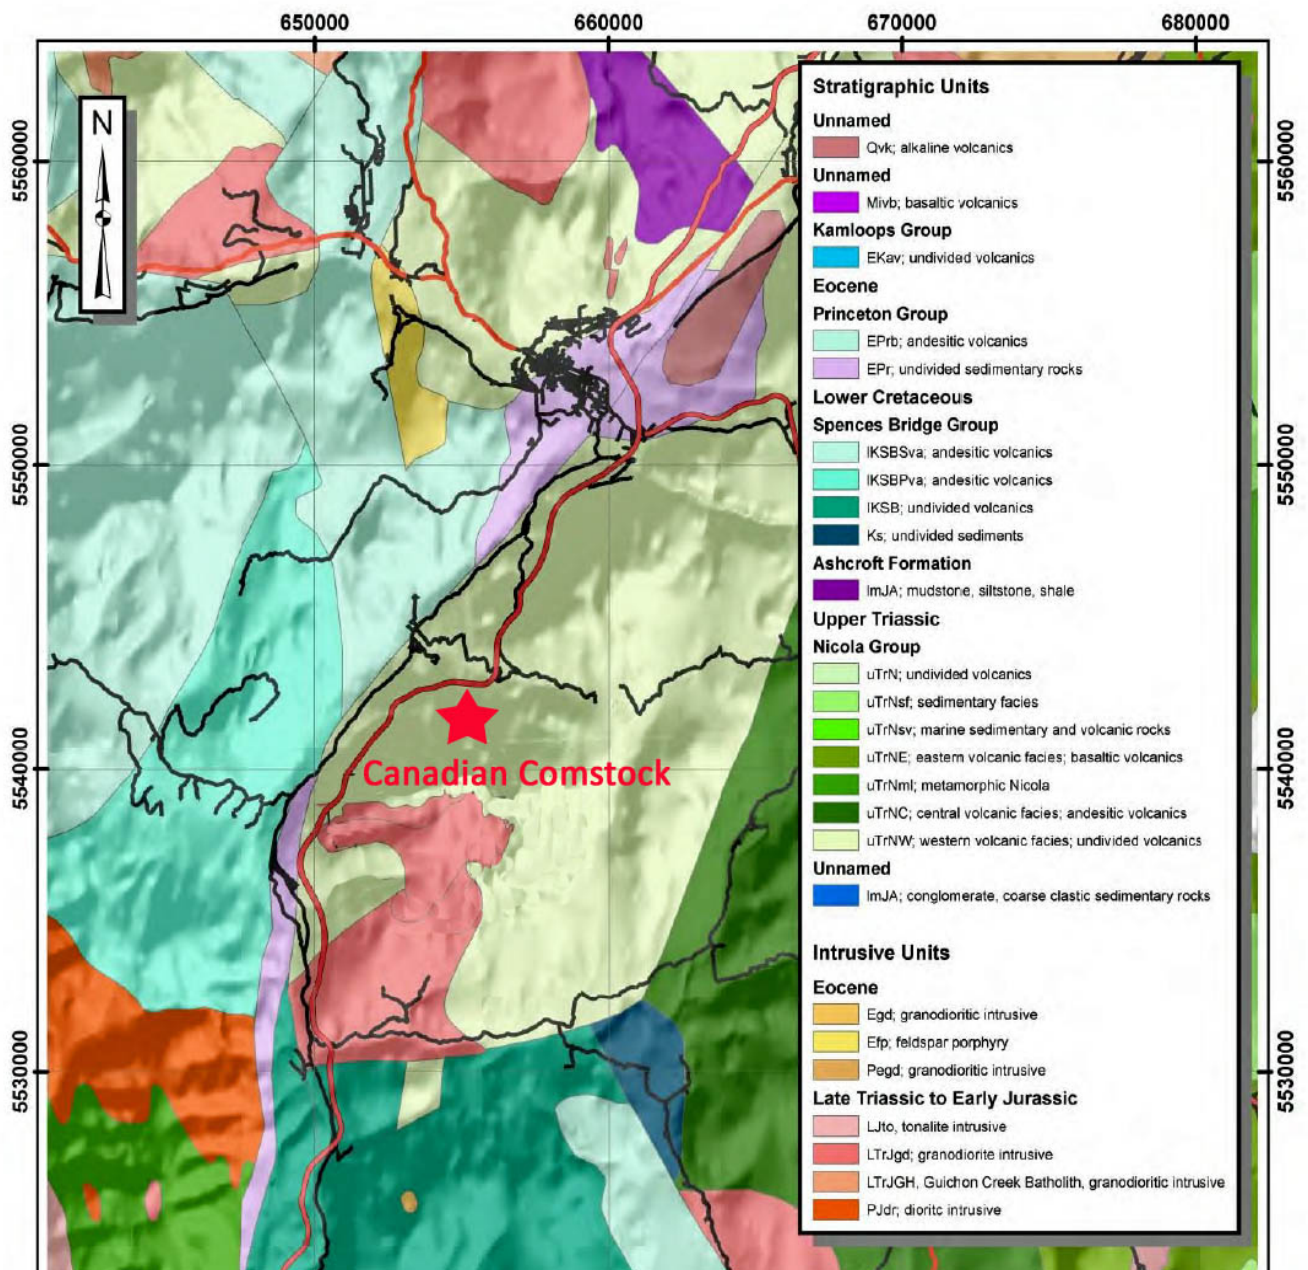 650000 660000 670000 680000
N
5560000
5550000
5540000
5530000
5560000
5550000
5540000
5530000
Canadian Comstock
Stratigraphic Units
Unnamed
Qvk; alkaline volcanics
Unnamed
Mivb; basaltic volcanics
Kamloops Group
EKav; undivided volcanics
Eocene
Princeton Group
EPrb; andesitic volcanics
EPr; undivided sedimentary rocks
Lower Cretaceous
Spences Bridge Group
lKSBSva; andesitic volcanics
lKSBPva; andesitic volcanics
lKSB; undivided volcanics
Ks; undivided sediments
Ashcroft Formation
lmJA; mudstone, siltstone, shale
Upper Triassic
Nicola Group
uTrN; undivided volcanics
uTrNsf; sedimentary facies
uTrNsv; marine sedimentary and volcanic rocks
uTrNE; eastern volcanic facies; basaltic volcanics
uTrNml; metamorphic Nicola
uTrNC; central volcanic facies; andesitic volcanics
uTrNW; western volcanic facies; undivided volcanics
Unnamed
lmJA; conglomerate, coarse clastic sedimentary rocks
Intrusive Units
Eocene
Egd; granodioritic intrusive
Efp; feldspar porphyry
Pegd; granodioritic intrusive
Late Triassic to Early Jurassic
LJto, tonalite intrusive
LTrJgd; granodiorite intrusive
LTrJGH, Guichon Creek Batholith, granodioritic intrusive
PJdr; dioritc intrusive